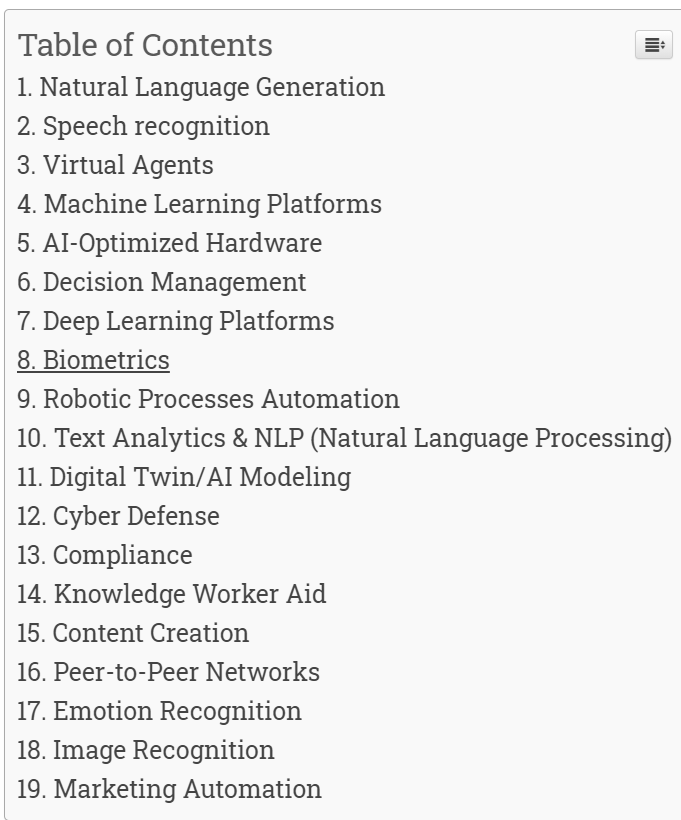 Table of Contents
1. Natural Language Generation
2. Speech recognition
3. Virtual Agents
4. Machine Learning Platforms
5. AI-Optimized Hardware
6. Decision Management
7. Deep Learning Platforms
8. Biometrics
9. Robotic Processes Automation
10. Text Analytics & NLP (Natural Language Processing)
11. Digital Twin/AI Modeling
12. Cyber Defense
13. Compliance
14. Knowledge Worker Aid
15. Content Creation
16. Peer-to-Peer Networks
17. Emotion Recognition
18. Image Recognition
19. Marketing Automation